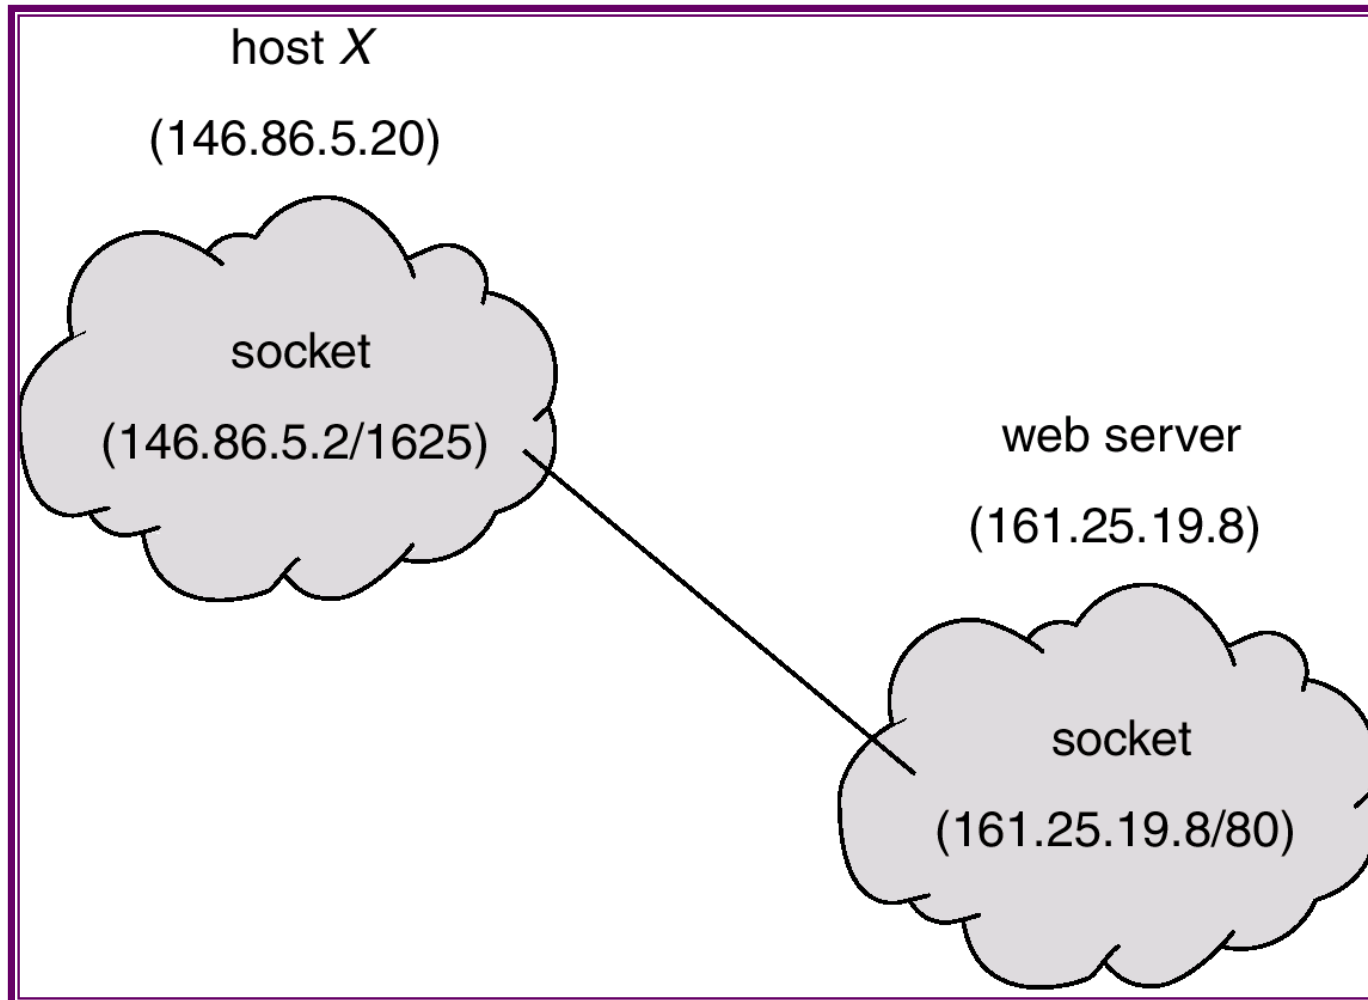 host X
(146.86.5.20)
socket
(146.86.5.2/1625)
web server
(161.25.19.8)
socket
(161.25.19.8/80)